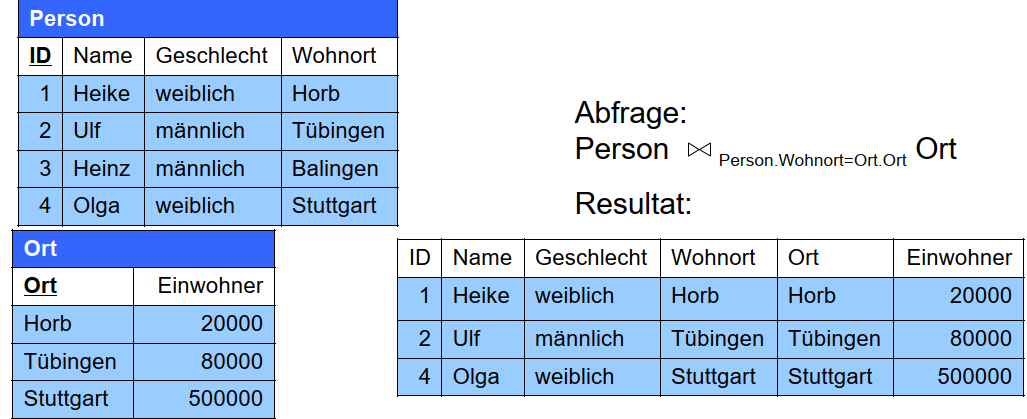 Person
ID Name Geschlecht Wohnort
1 Heike weiblich Horb
2 Ulf männlich Tübingen
3 Heinz männlich Balingen
4 Olga weiblich Stuttgart
Ort
Ort Einwohner
Horb 20000
Tübingen 80000
Stuttgart 500000
Abfrage:
Person ⋈ Person.Wohnort=Ort.Ort Ort
Resultat:
ID Name Geschlecht Wohnort Ort Einwohner
1 Heike weiblich Horb Horb 20000
2 Ulf männlich Tübingen Tübingen 80000
4 Olga weiblich Stuttgart Stuttgart 500000